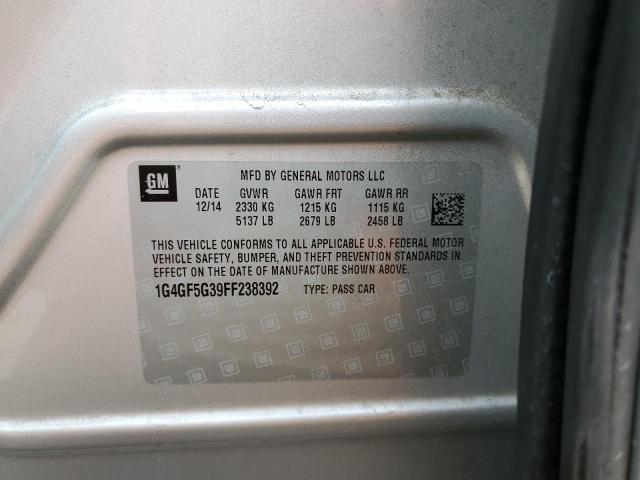 GM
MFD BY GENERAL MOTORS LLC
DATE GVWR GAWR FRT GAWR RR
12/14 2330 KG 1215 KG 1115 KG
5137 LB 2679 LB 2458 LB
THIS VEHICLE CONFORMS TO ALL APPLICABLE U.S. FEDERAL MOTOR
VEHICLE SAFETY, BUMPER, AND THEFT PREVENTION STANDARDS IN
EFFECT ON THE DATE OF MANUFACTURE SHOWN ABOVE.
1G4GF5G39FF238392 TYPE: PASS CAR